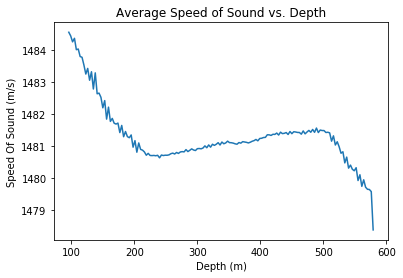 Average Speed of Sound vs. Depth
1484
1483
1482
1481
1480
1479
Speed Of Sound (m/s)
100 200 300 400 500 600
Depth (m)